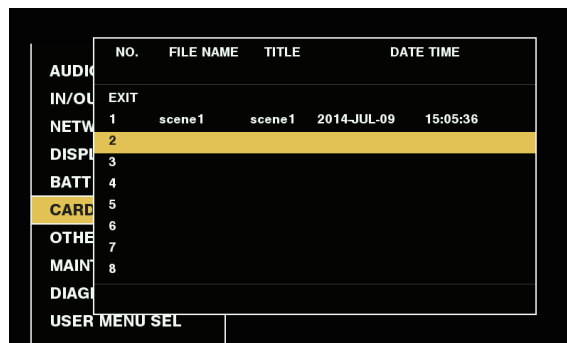 NO. FILE NAME TITLE DATE TIME
EXIT
1 scene1 scene1 2014-JUL-09 15:05:36
2
3
4
5
6
7
8
AUDIO
IN/OU
NETW
DISPL
BATT
CARD
OTHE
MAIN
DIAG
USER MENU SEL